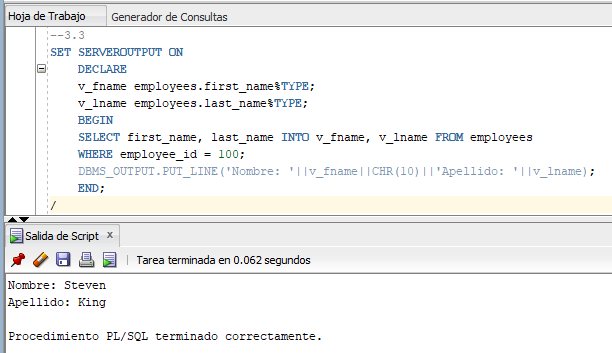 Hoja de Trabajo Generador de Consultas
--3.3
SET SERVEROUTPUT ON
DECLARE
v_fname employees.first_name%TYPE;
v_lname employees.last_name%TYPE;
BEGIN
SELECT first_name, last_name INTO v_fname, v_lname FROM employees
WHERE employee_id = 100;
DBMS_OUTPUT.PUT_LINE('Nombre: '||v_fname||CHR(10)||'Apellido: '||v_lname);
END;
/
Salida de Script x
Tarea terminada en 0.062 segundos
Nombre: Steven
Apellido: King
Procedimiento PL/SQL terminado correctamente.